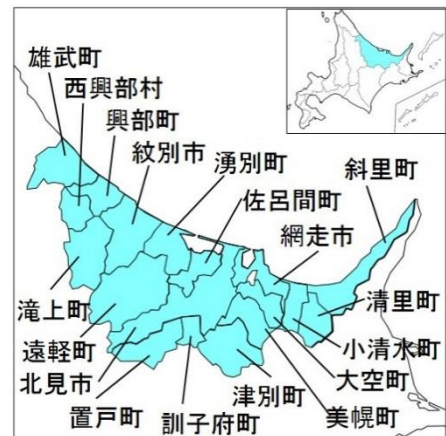 雄武町
西興部村
興部町
紋別市
湧別町
佐呂間町
斜里町
網走市
滝上町
清里町
遠軽町
小清水町
北見市
大空町
置戸町
津別町
美幌町
訓子府町